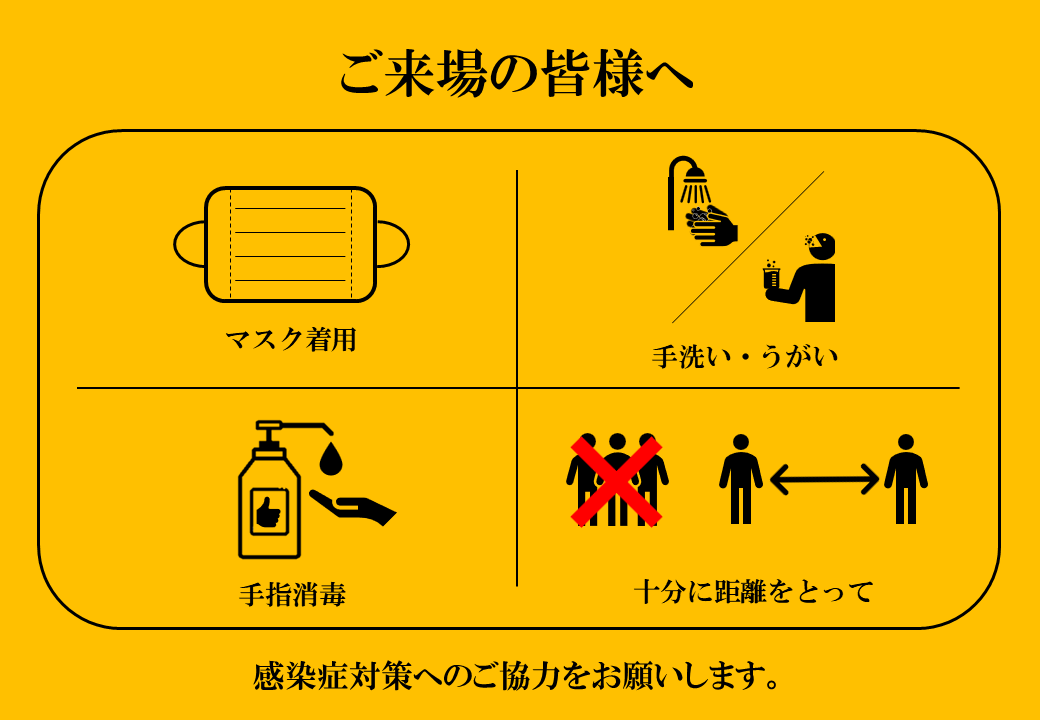 ご来場の皆様へ
マスク着用
手洗い・うがい
手指消毒
十分に距離をとって
感染症対策へのご協力をお願いします。